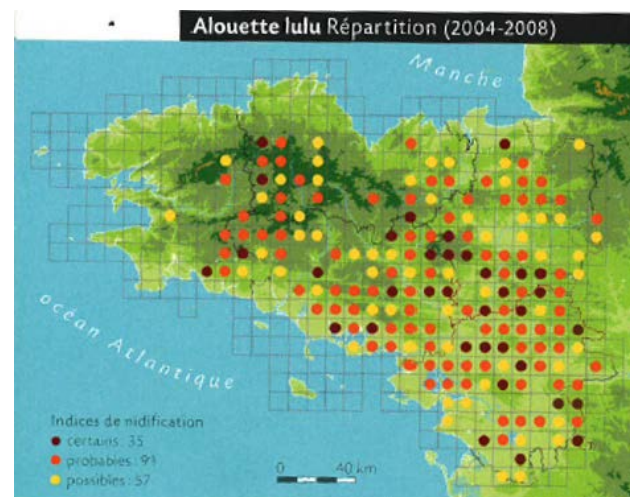 Alouette lulu Répartition (2004-2008)
Manche
océan Atlantique
Indices de nidification
certains : 35
probables : 93
possibles : 57
0 40 km